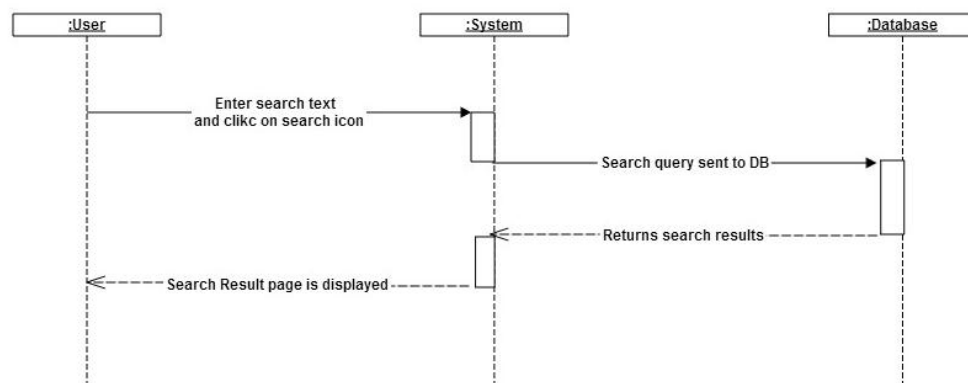 :User
:System
:Database
Enter search text
and clikc on search icon
Search query sent to DB
Returns search results
Search Result page is displayed